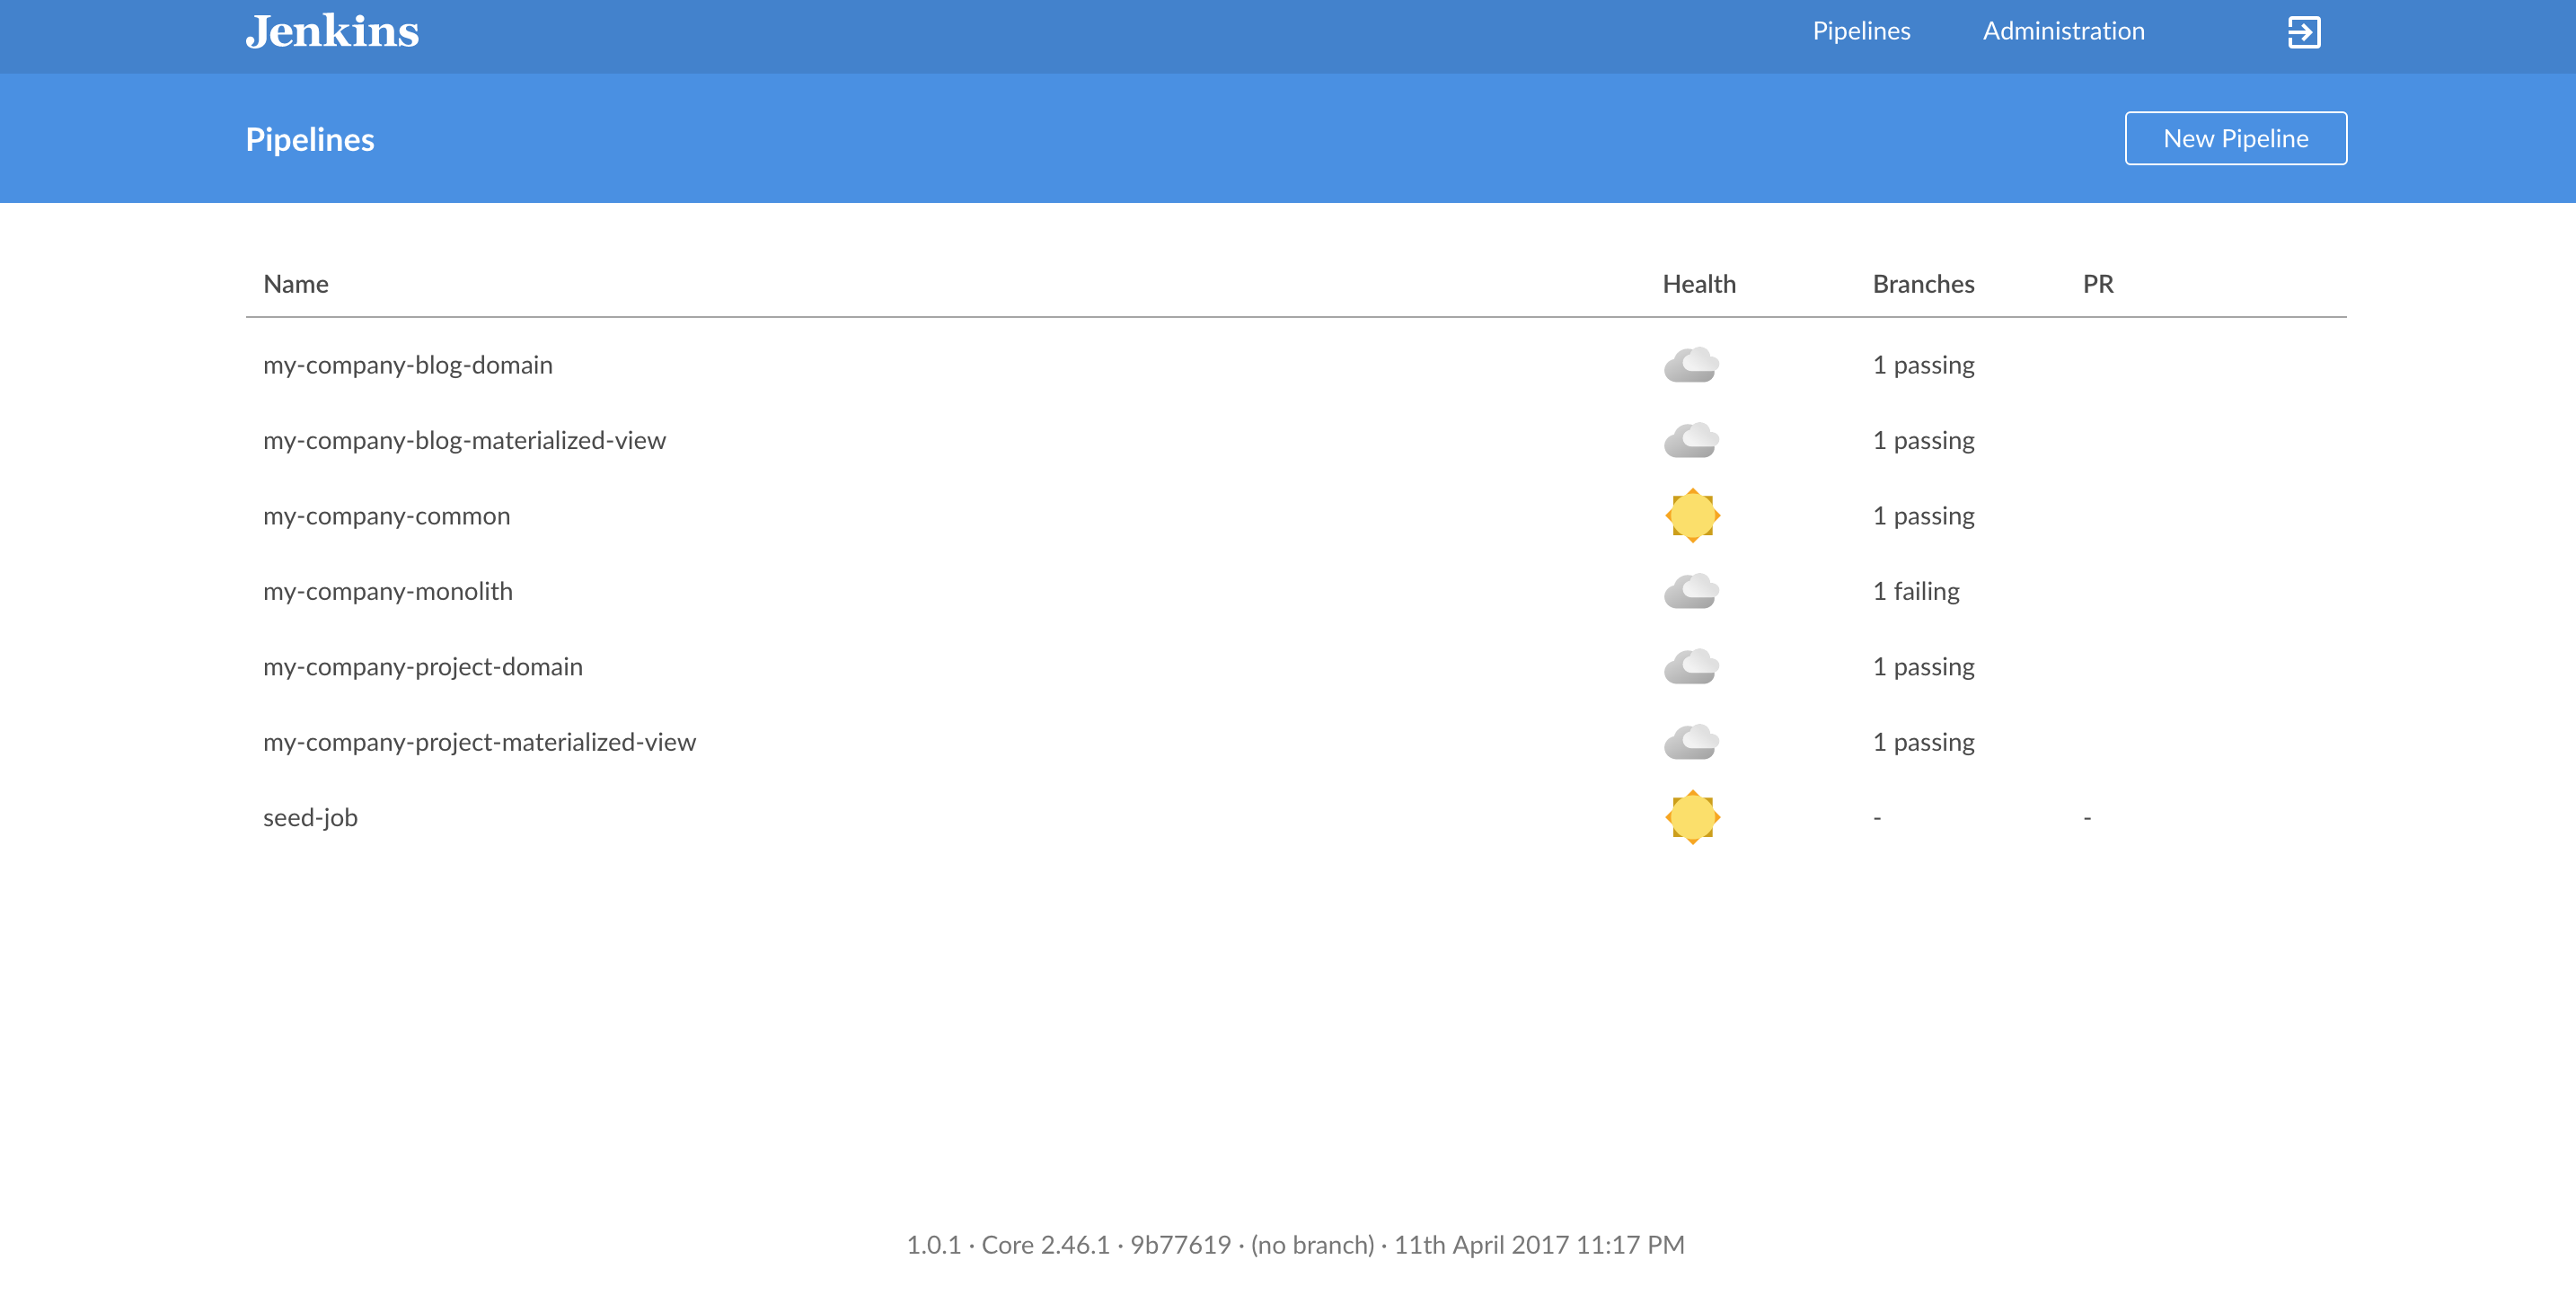 Jenkins Pipelines Administration
Pipelines New Pipeline
Name Health Branches PR
my-company-blog-domain 1 passing
my-company-blog-materialized-view 1 passing
my-company-common 1 passing
my-company-monolith 1 failing
my-company-project-domain 1 passing
my-company-project-materialized-view 1 passing
seed-job - -
1.0.1 · Core 2.46.1 · 9b77619 · (no branch) · 11th April 2017 11:17 PM